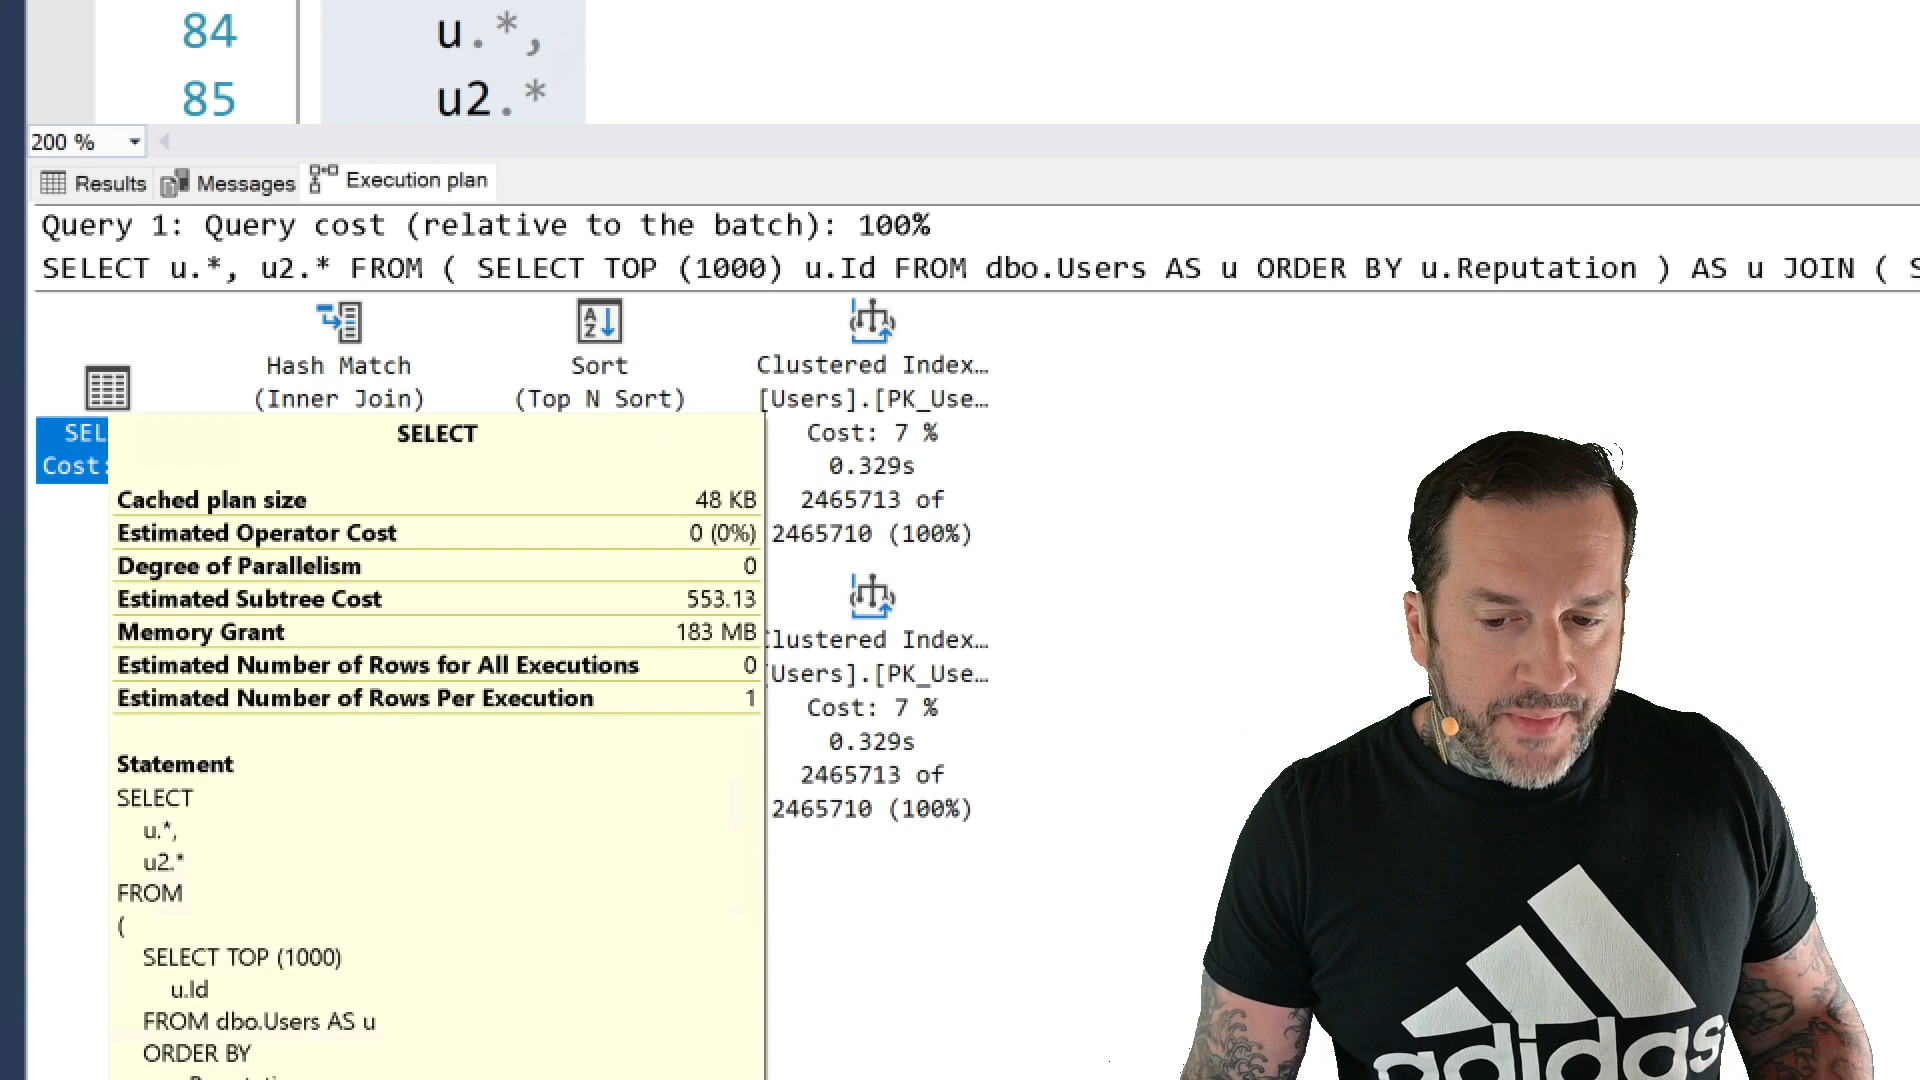 84 u.*,
85 u2.*
200 %
Results Messages Execution plan
Query 1: Query cost (relative to the batch): 100%
SELECT u.*, u2.* FROM ( SELECT TOP (1000) u.Id FROM dbo.Users AS u ORDER BY u.Reputation ) AS u JOIN ( S
Hash Match
(Inner Join)
Sort
(Top N Sort)
Clustered Index…
[Users].[PK_Use…
Cost: 7 %
0.329s
2465713 of
2465710 (100%)
SEL
Cost:
SELECT
Cached plan size 48 KB
Estimated Operator Cost 0 (0%)
Degree of Parallelism 0
Estimated Subtree Cost 553.13
Memory Grant 183 MB
Estimated Number of Rows for All Executions 0
Estimated Number of Rows Per Execution 1
Statement
SELECT
u.*,
u2.*
FROM
(
SELECT TOP (1000)
u.Id
FROM dbo.Users AS u
ORDER BY
lustered Index…
Users].[PK_Use…
Cost: 7 %
0.329s
2465713 of
2465710 (100%)
adidas